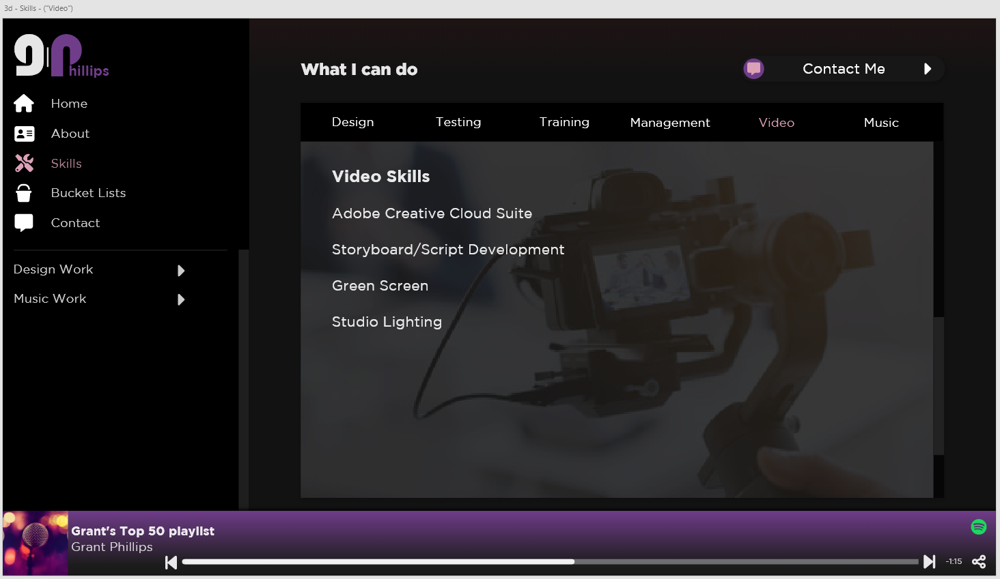 3d - Skills - ("Video")
gP
hillips
Home
About
Skills
Bucket Lists
Contact
Design Work
Music Work
What I can do
Contact Me
Design Testing Training Management Video Music
Video Skills
Adobe Creative Cloud Suite
Storyboard/Script Development
Green Screen
Studio Lighting
Grant's Top 50 playlist
Grant Phillips
-1:15